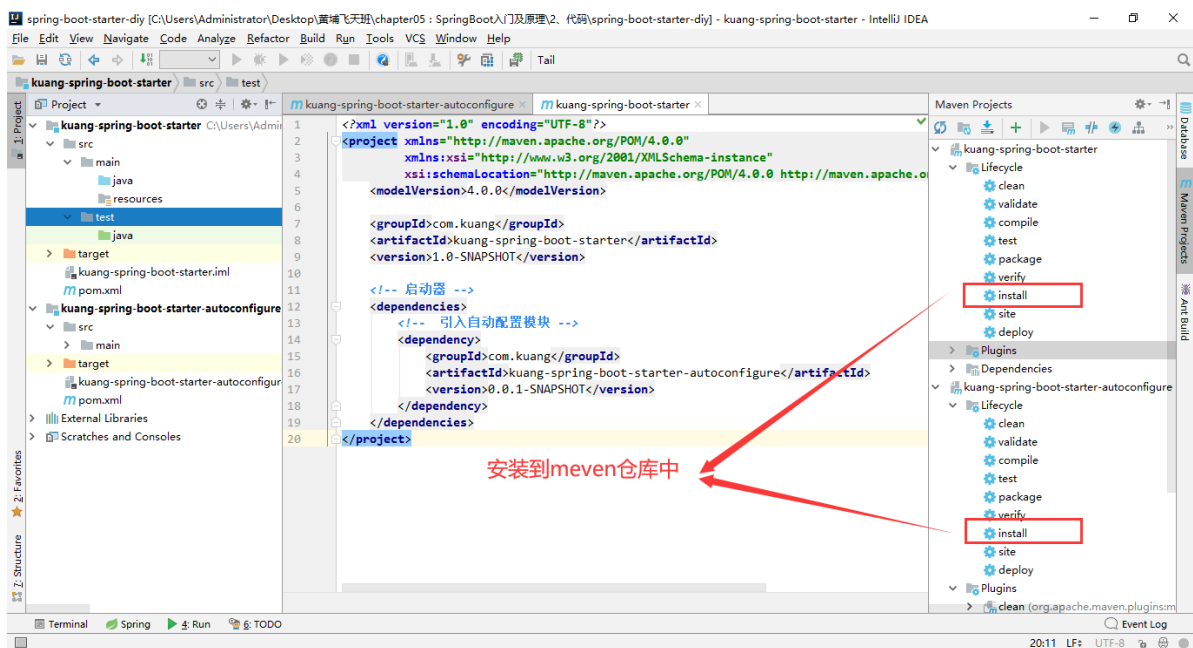 spring-boot-starter-diy [C:\Users\Administrator\Desktop\黄埔飞天班\chapter05：SpringBoot入门及原理\2、代码\spring-boot-starter-diy] - kuang-spring-boot-starter - IntelliJ IDEA
File Edit View Navigate Code Analyze Refactor Build Run Tools VCS Window Help
Tail
kuang-spring-boot-starter src test
1: Project
Project
kuang-spring-boot-starter C:\Users\Admi
src
main
java
resources
test
java
target
kuang-spring-boot-starter.iml
pom.xml
kuang-spring-boot-starter-autoconfigure
src
main
target
kuang-spring-boot-starter-autoconfigur
pom.xml
External Libraries
Scratches and Consoles
2: Favorites
7: Structure
kuang-spring-boot-starter-autoconfigure
kuang-spring-boot-starter
1 <?xml version="1.0" encoding="UTF-8"?>
2 <project xmlns="http://maven.apache.org/POM/4.0.0"
3 xmlns:xsi="http://www.w3.org/2001/XMLSchema-instance"
4 xsi:schemaLocation="http://maven.apache.org/POM/4.0.0 http://maven.apache.o
5 <modelVersion>4.0.0</modelVersion>
6
7 <groupId>com.kuang</groupId>
8 <artifactId>kuang-spring-boot-starter</artifactId>
9 <version>1.0-SNAPSHOT</version>
10
11 <!-- 启动器 -->
12 <dependencies>
13 <!-- 引入自动配置模块 -->
14 <dependency>
15 <groupId>com.kuang</groupId>
16 <artifactId>kuang-spring-boot-starter-autoconfigure</artifactId>
17 <version>0.0.1-SNAPSHOT</version>
18 </dependency>
19 </dependencies>
20 </project>
安装到meven仓库中
Maven Projects
kuang-spring-boot-starter
Lifecycle
clean
validate
compile
test
package
verify
install
site
deploy
Plugins
Dependencies
kuang-spring-boot-starter-autoconfigure
Lifecycle
clean
validate
compile
test
package
verify
install
site
deploy
Plugins
clean (org.apache.maven.plugins:m
Database
Maven Projects
Ant Build
Terminal Spring 4: Run 6: TODO Event Log
20:11 LF UTF-8